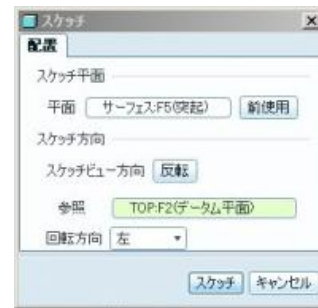 スケッチ
配置
スケッチ平面
平面 サーフェス:F5(突起) 前使用
スケッチ方向
スケッチビュー方向 反転
参照 TOP:F2(データム平面)
回転方向 左
スケッチ キャンセル